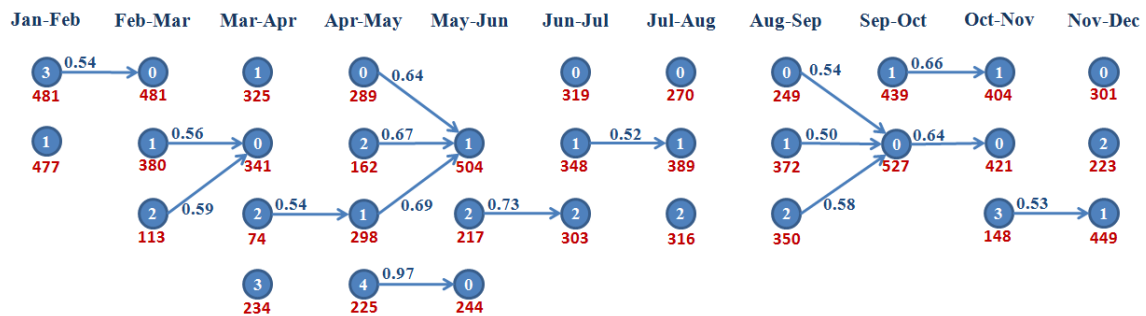 Jan-Feb Feb-Mar Mar-Apr Apr-May May-Jun Jun-Jul Jul-Aug Aug-Sep Sep-Oct Oct-Nov Nov-Dec
3 0.54 0 1 0 0.64 0 0 0 0.54 1 0.66 1 0
481 481 325 289 319 270 249 439 404 301
1 1 0.56 0 2 0.67 1 1 0.52 1 1 0.50 0 0.64 0 2
477 380 341 162 504 348 389 372 527 421 223
2 0.59 2 0.54 1 0.69 2 0.73 2 2 2 0.58 3 0.53 1
113 74 298 217 303 316 350 148 449
3 4 0.97 0
234 225 244